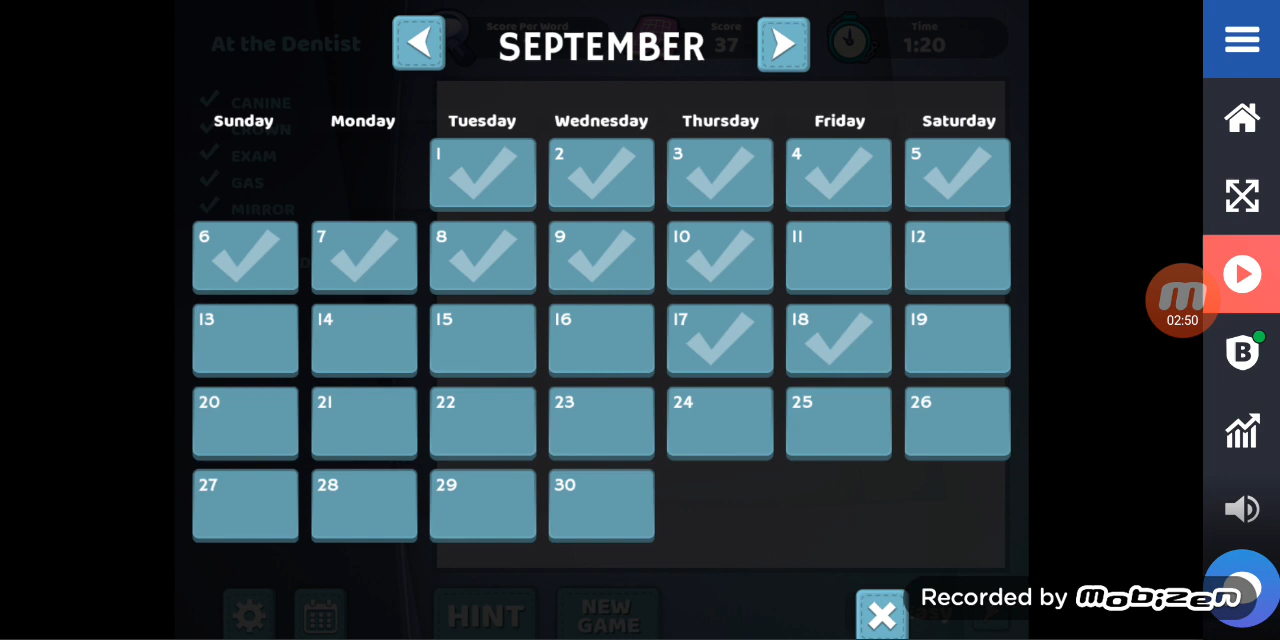 Score Per Word
Score
Time
At the Dentist
SEPTEMBER
37
1:20
CANINE
Sunday Monday Tuesday Wednesday Thursday Friday Saturday
CROWN
1 2 3 4 5
EXAM
GAS
MIRROR
6 7 8 9 10 11 12
13 14 15 16 17 18 19
02:50
20 21 22 23 24 25 26
27 28 29 30
HINT
NEW
GAME
Recorded by mobizen